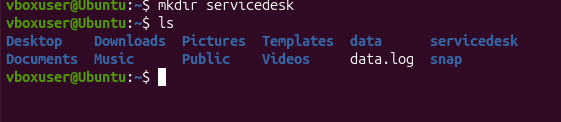 vboxuser@Ubuntu:~$ mkdir servicedesk
vboxuser@Ubuntu:~$ ls
Desktop    Downloads  Pictures  Templates  data      servicedesk
Documents  Music      Public    Videos     data.log  snap
vboxuser@Ubuntu:~$